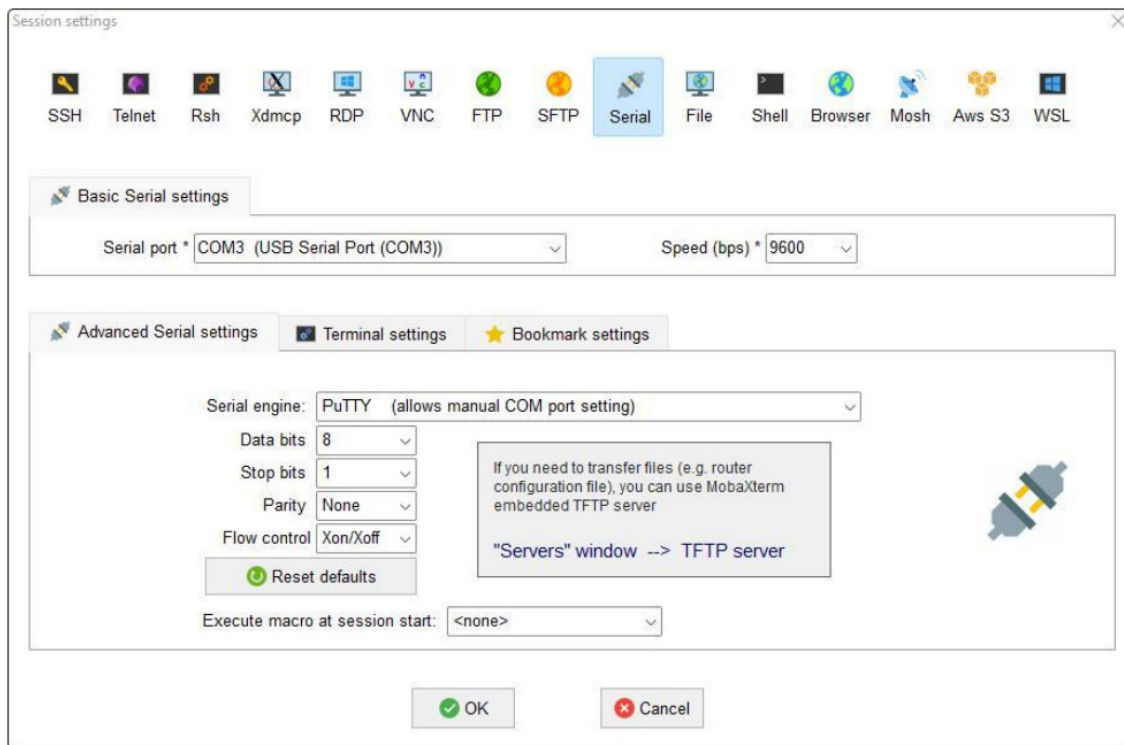 Session settings
SSH Telnet Rsh Xdmcp RDP VNC FTP SFTP Serial File Shell Browser Mosh Aws S3 WSL
Basic Serial settings
Serial port * COM3 (USB Serial Port (COM3)) Speed (bps) * 9600
Advanced Serial settings Terminal settings Bookmark settings
Serial engine: PuTTY (allows manual COM port setting)
Data bits 8
Stop bits 1
Parity None
Flow control Xon/Xoff
Reset defaults
If you need to transfer files (e.g. router
configuration file), you can use MobaXterm
embedded TFTP server
"Servers" window --> TFTP server
Execute macro at session start: <none>
OK Cancel